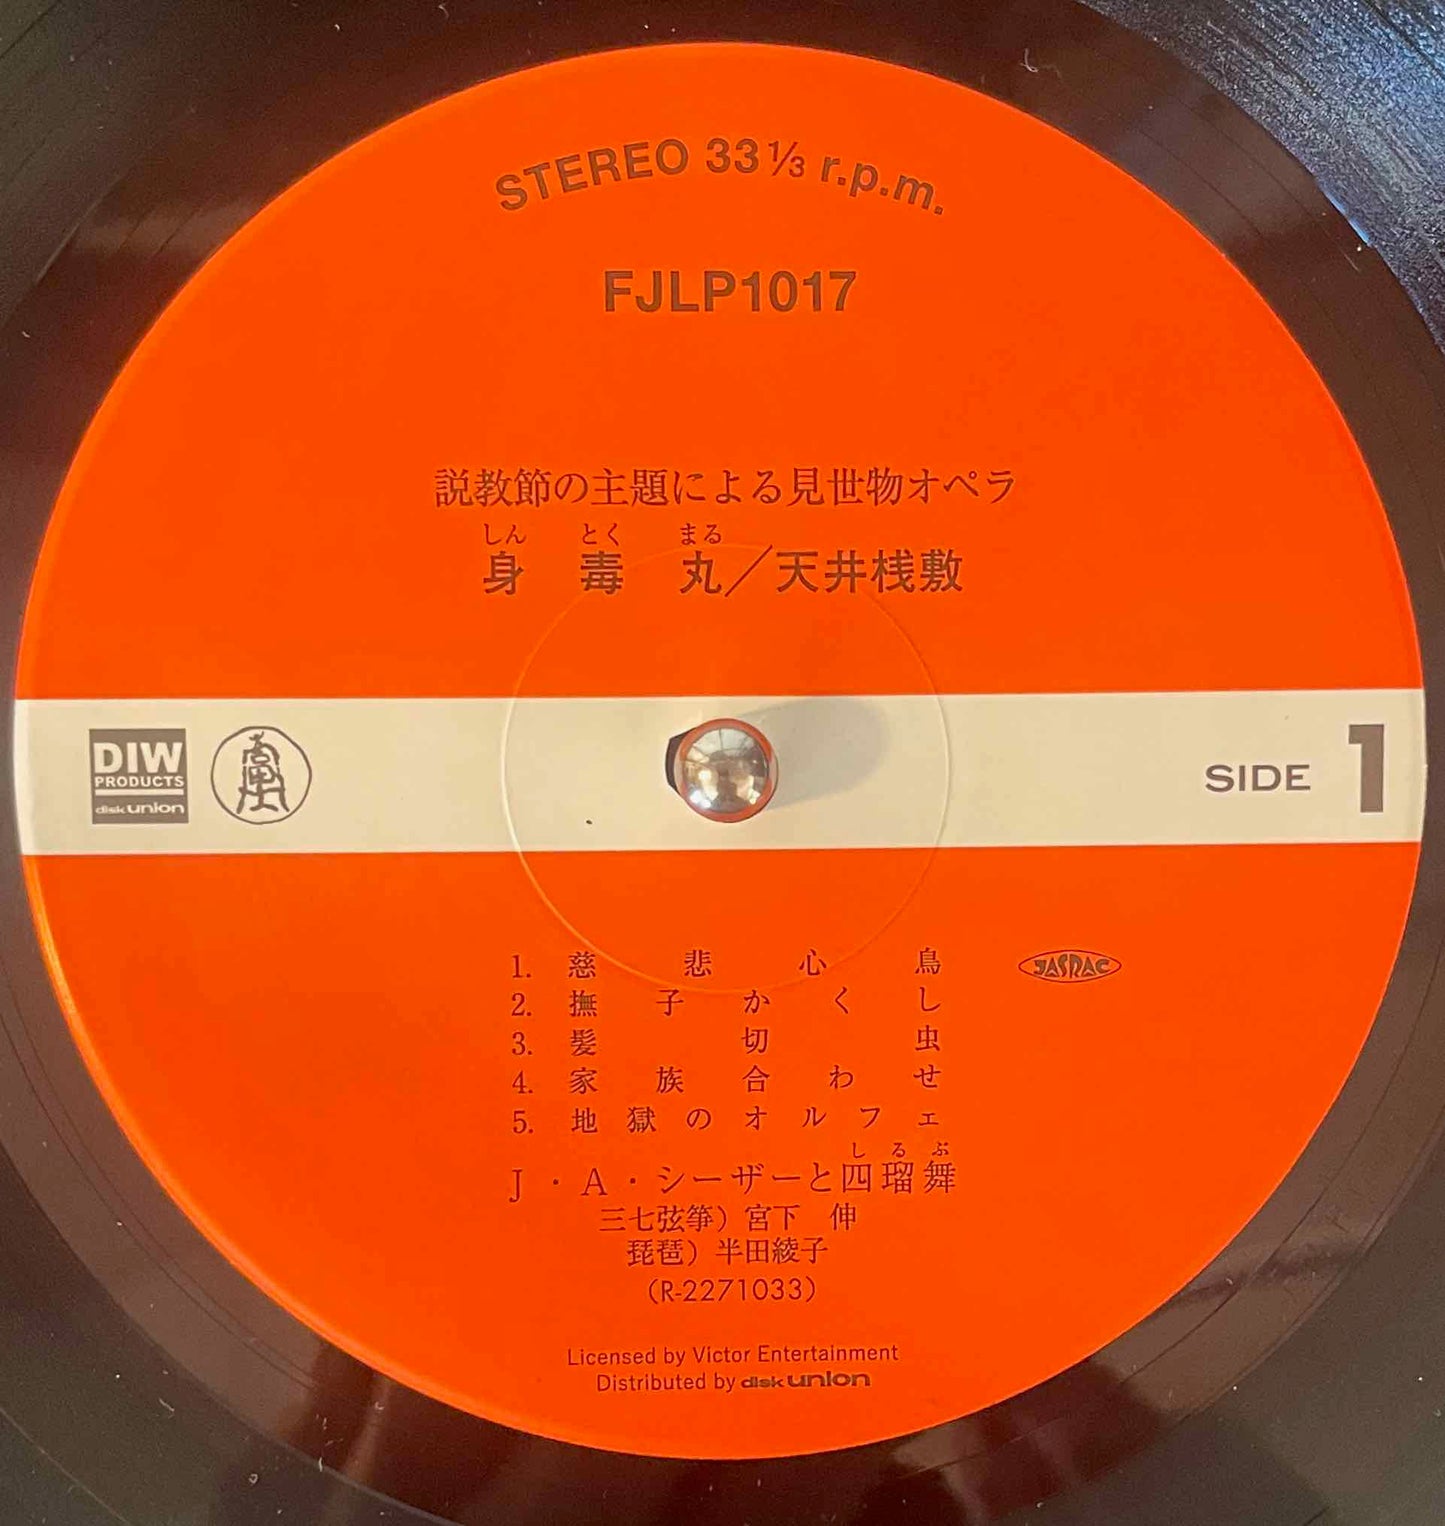 STEREO 33 1/3 r.p.m.
FJLP1017
説教節の主題による見世物オペラ
しん とく まる
身 毒 丸／天井桟敷
DIW
PRODUCTS
disk union
SIDE 1
1. 慈悲心鳥
JASRAC
2. 撫子かくし
3. 髪切虫
4. 家族合わせ
5. 地獄のオルフェ
しるぶ
J・A・シーザーと四瑠舞
三七弦箏）宮下 伸
琵琶）半田綾子
（R-2271033）
Licensed by Victor Entertainment
Distributed by disk union